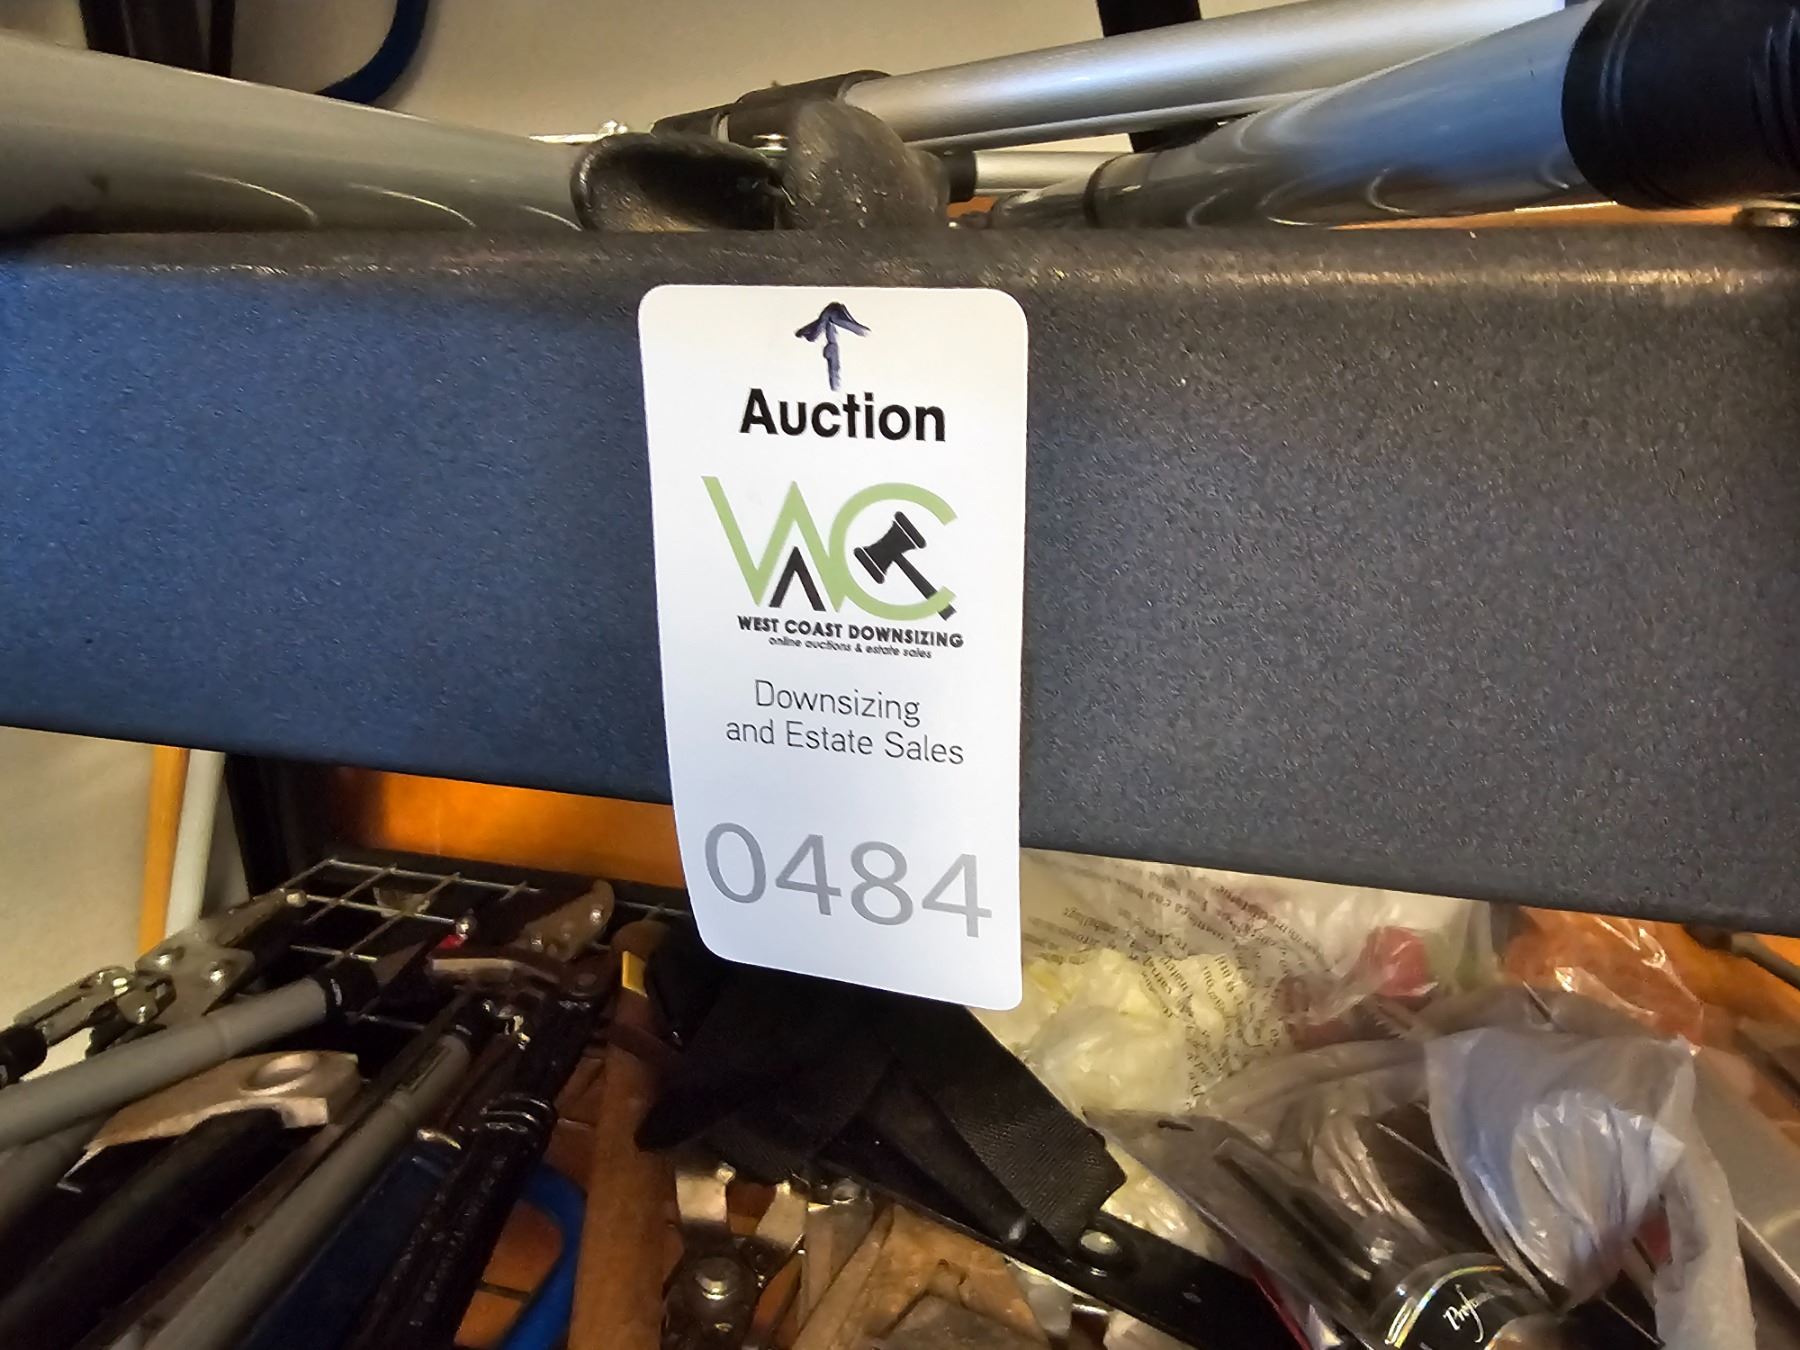 Auction
WC
WEST COAST DOWNSIZING
online auctions & estate sales
Downsizing
and Estate Sales
0484